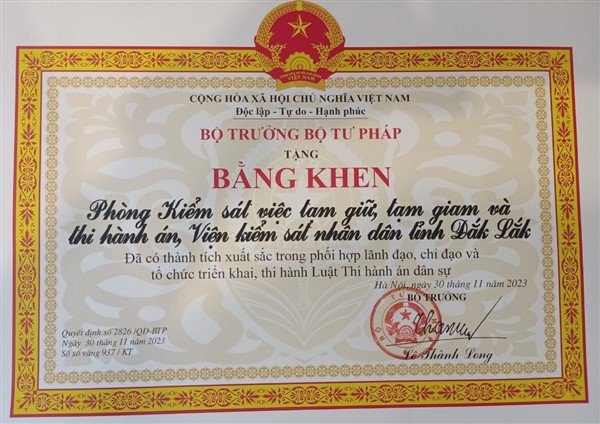 CỘNG HÒA XÃ HỘI CHỦ NGHĨA VIỆT NAM
Độc lập - Tự do - Hạnh phúc
BỘ TRƯỞNG BỘ TƯ PHÁP
TẶNG
BẰNG KHEN
Phòng Kiểm sát việc tạm giữ, tạm giam và
thi hành án, Viện kiểm sát nhân dân tỉnh Đắk Lắk
Đã có thành tích xuất sắc trong phối hợp lãnh đạo, chỉ đạo và
tổ chức triển khai, thi hành Luật Thi hành án dân sự
Hà Nội, ngày 30 tháng 11 năm 2023
BỘ TRƯỞNG
Quyết định số 2826 /QĐ-BTP
Ngày 30 tháng 11 năm 2023
Số sổ vàng 937 / KT
Lê Thành Long